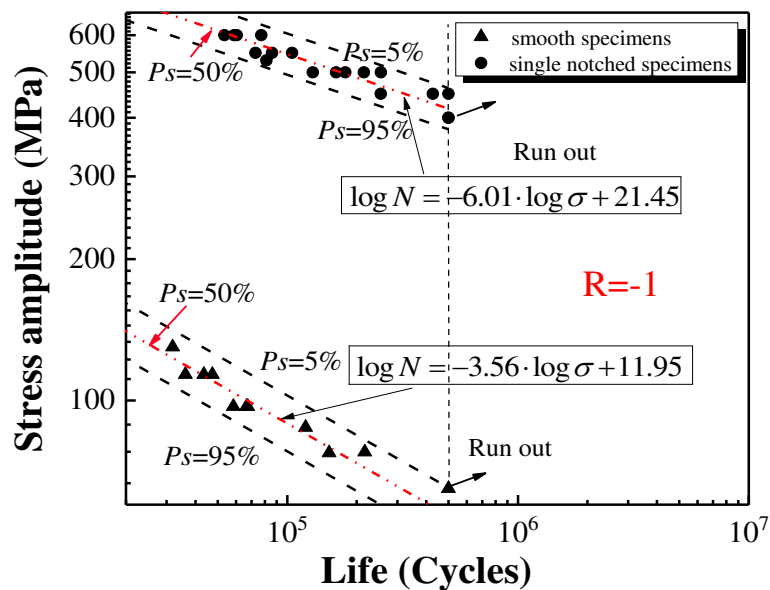 smooth specimens
single notched specimens
600
500
400
300
200
100
Stress amplitude (MPa)
Ps=50%
Ps=5%
Ps=95%
Run out
log N = −6.01·log σ + 21.45
R=-1
Ps=50%
Ps=5%
log N = −3.56·log σ + 11.95
Ps=95%
Run out
10^5
10^6
10^7
Life (Cycles)